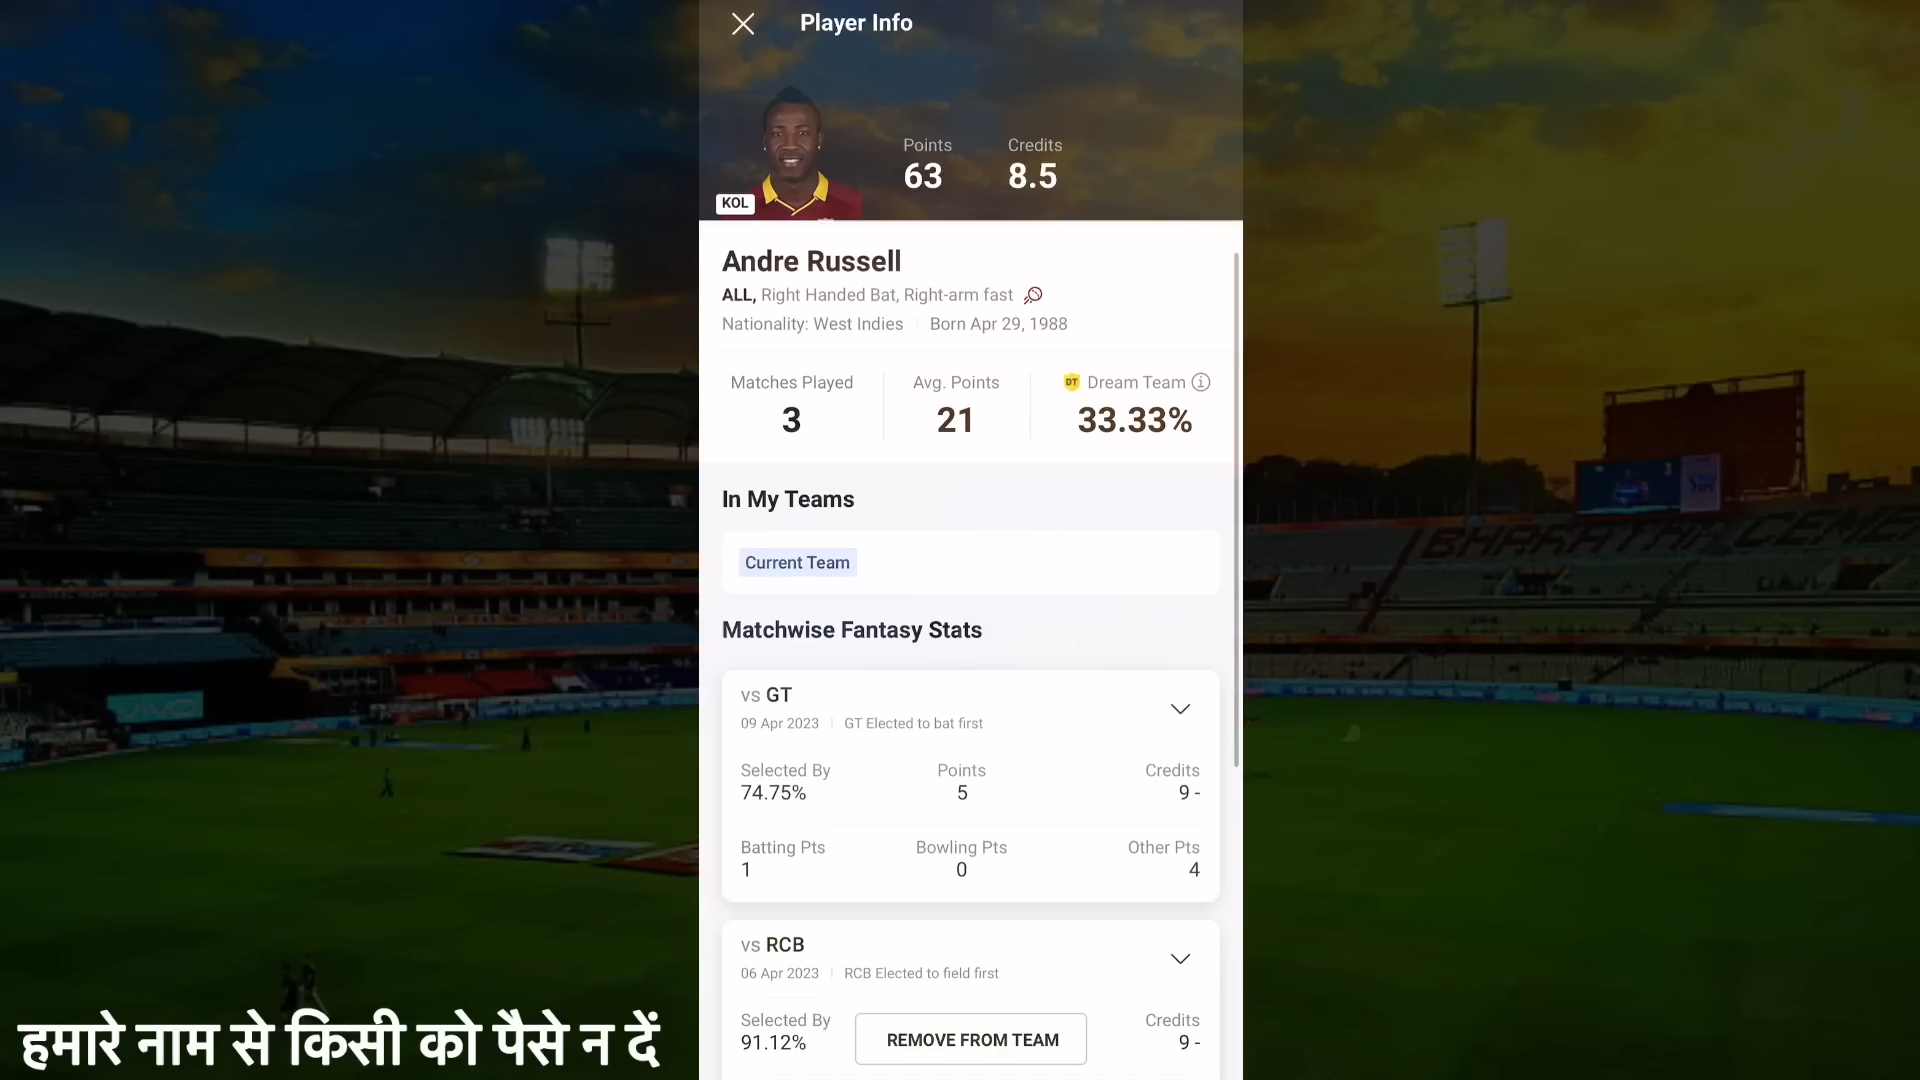 Player Info
Points
Credits
63
8.5
KOL
Andre Russell
ALL, Right Handed Bat, Right-arm fast
Nationality: West Indies
Born Apr 29, 1988
Matches Played
Avg. Points
DT Dream Team
3
21
33.33%
In My Teams
Current Team
Matchwise Fantasy Stats
vs GT
09 Apr 2023
GT Elected to bat first
Selected By
Points
Credits
74.75%
5
9 -
Batting Pts
Bowling Pts
Other Pts
1
0
4
vs RCB
06 Apr 2023
RCB Elected to field first
Selected By
Credits
91.12%
9 -
REMOVE FROM TEAM
हमारे नाम से किसी को पैसे न दें
VIVO
BHARATHI CEME